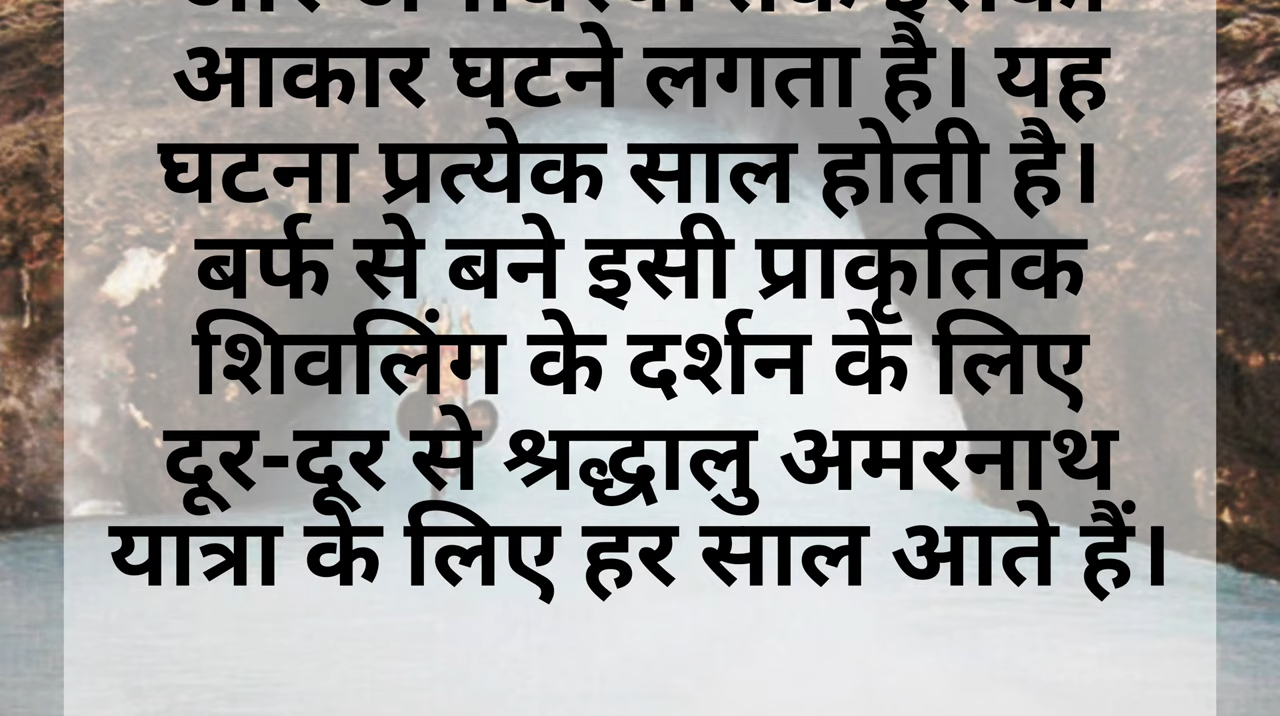 आकार घटने लगता है। यह
घटना प्रत्येक साल होती है।
बर्फ से बने इसी प्राकृतिक
शिवलिंग के दर्शन के लिए
दूर-दूर से श्रद्धालु अमरनाथ
यात्रा के लिए हर साल आते हैं।